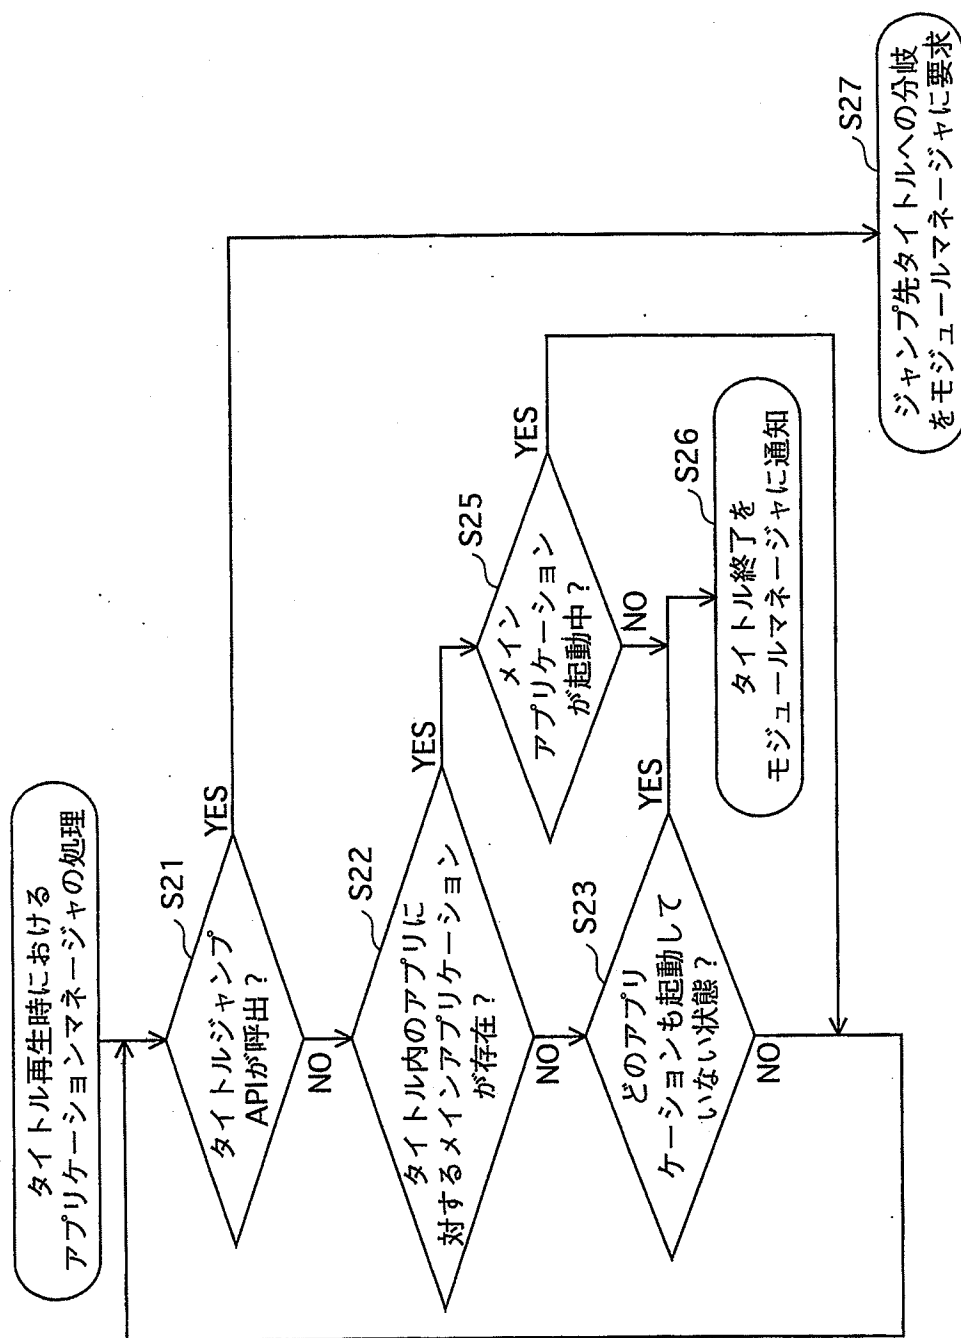 タイトル再生時における
アプリケーションマネージャの処理
S21
タイトルジャンプ
APIが呼出？
YES
NO
S22
タイトル内のアプリに
対するメインアプリケーション
が存在？
YES
NO
S25
メイン
アプリケーション
が起動中？
YES
NO
S23
どのアプリ
ケーションも起動して
いない状態？
YES
NO
S26
タイトル終了を
モジュールマネージャに通知
S27
ジャンプ先タイトルへの分岐
をモジュールマネージャに要求